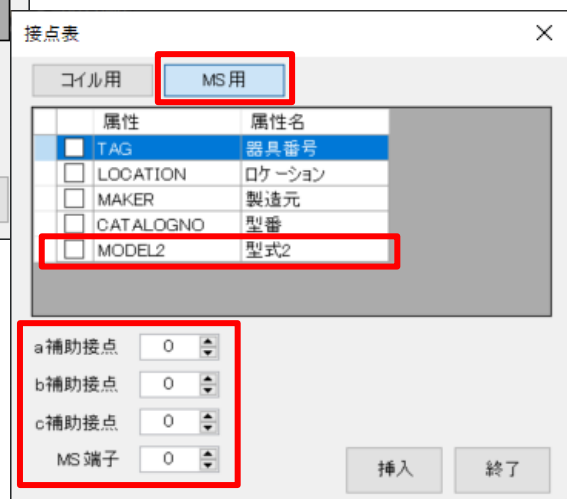 接点表
コイル用 MS用
属性 属性名
TAG 器具番号
LOCATION ロケーション
MAKER 製造元
CATALOGNO 型番
MODEL2 型式2
a補助接点 0
b補助接点 0
c補助接点 0
MS端子 0
挿入 終了